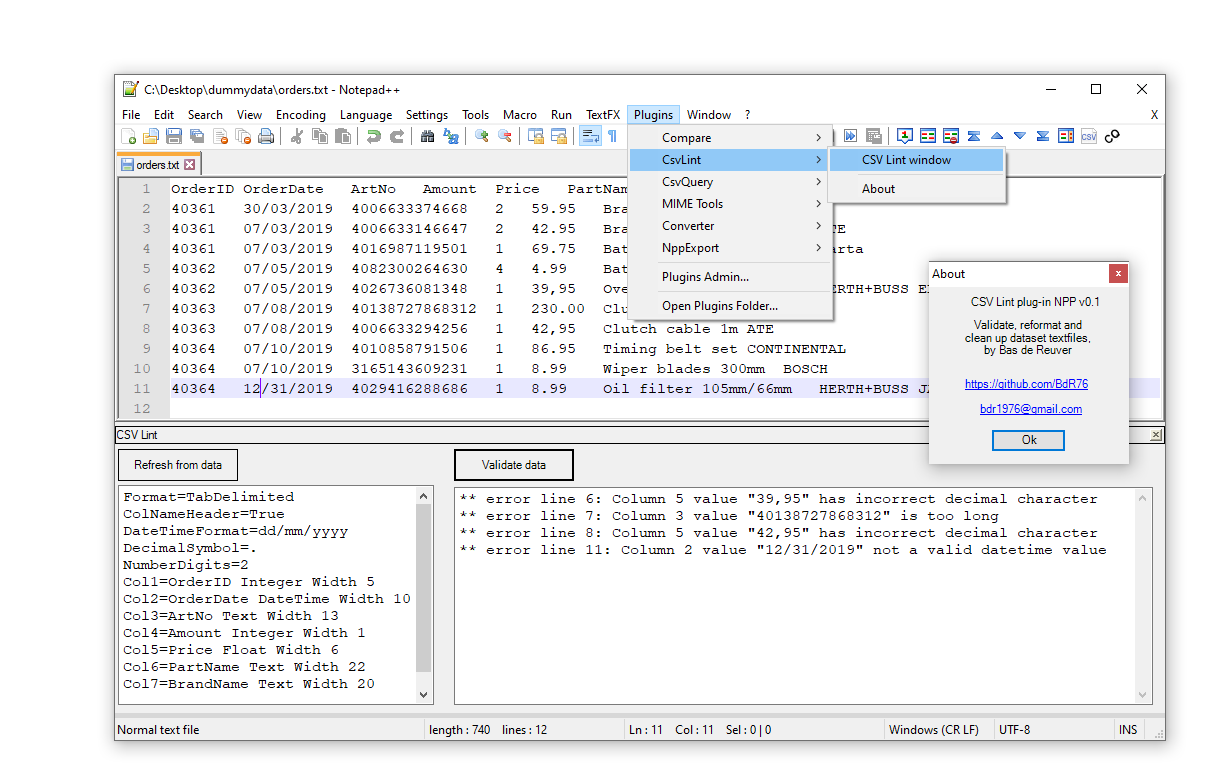 C:\Desktop\dummydata\orders.txt - Notepad++
File Edit Search View Encoding Language Settings Tools Macro Run TextFX Plugins Window ? X
CSV
orders.txt
Compare
CsvLint
CsvQuery
MIME Tools
Converter
NppExport
Plugins Admin...
Open Plugins Folder...
CSV Lint window
About
1 OrderID OrderDate ArtNo Amount Price PartNam
2 40361 30/03/2019 4006633374668 2 59.95 Bra
3 40361 07/03/2019 4006633146647 2 42.95 Bra TE
4 40361 07/03/2019 4016987119501 1 69.75 Bat arta
5 40362 07/05/2019 4082300264630 4 4.99 Bat
6 40362 07/05/2019 4026736081348 1 39,95 Ove ERTH+BUSS E
7 40363 07/08/2019 40138727868312 1 230.00 Clu
8 40363 07/08/2019 4006633294256 1 42,95 Clutch cable 1m ATE
9 40364 07/10/2019 4010858791506 1 86.95 Timing belt set CONTINENTAL
10 40364 07/10/2019 3165143609231 1 8.99 Wiper blades 300mm BOSCH
11 40364 12/31/2019 4029416288686 1 8.99 Oil filter 105mm/66mm HERTH+BUSS J
12
About x
CSV Lint plug-in NPP v0.1
Validate, reformat and
clean up dataset textfiles,
by Bas de Reuver
https://github.com/BdR76
bdr1976@gmail.com
Ok
CSV Lint
Refresh from data
Validate data
Format=TabDelimited
ColNameHeader=True
DateTimeFormat=dd/mm/yyyy
DecimalSymbol=.
NumberDigits=2
Col1=OrderID Integer Width 5
Col2=OrderDate DateTime Width 10
Col3=ArtNo Text Width 13
Col4=Amount Integer Width 1
Col5=Price Float Width 6
Col6=PartName Text Width 22
Col7=BrandName Text Width 20
** error line 6: Column 5 value "39,95" has incorrect decimal character
** error line 7: Column 3 value "40138727868312" is too long
** error line 8: Column 5 value "42,95" has incorrect decimal character
** error line 11: Column 2 value "12/31/2019" not a valid datetime value
Normal text file length : 740 lines : 12 Ln : 11 Col : 11 Sel : 0 | 0 Windows (CR LF) UTF-8 INS